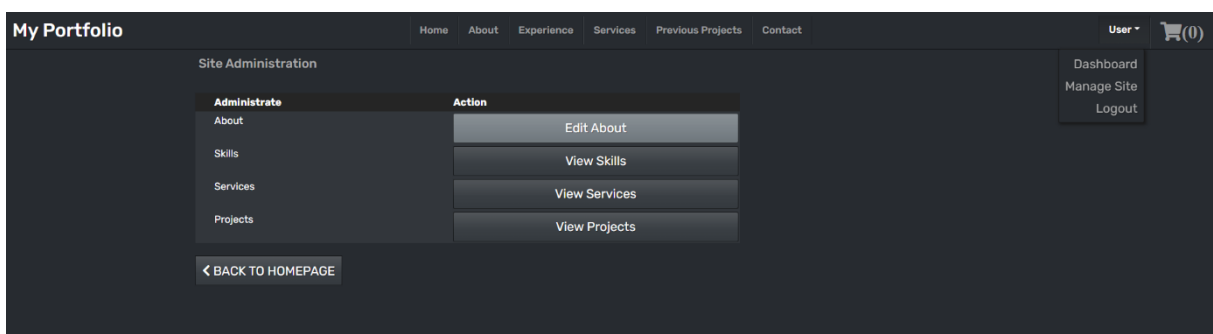 My Portfolio Home About Experience Services Previous Projects Contact User (0)
Dashboard
Manage Site
Logout
Site Administration
Administrate Action
About Edit About
Skills View Skills
Services View Services
Projects View Projects
BACK TO HOMEPAGE